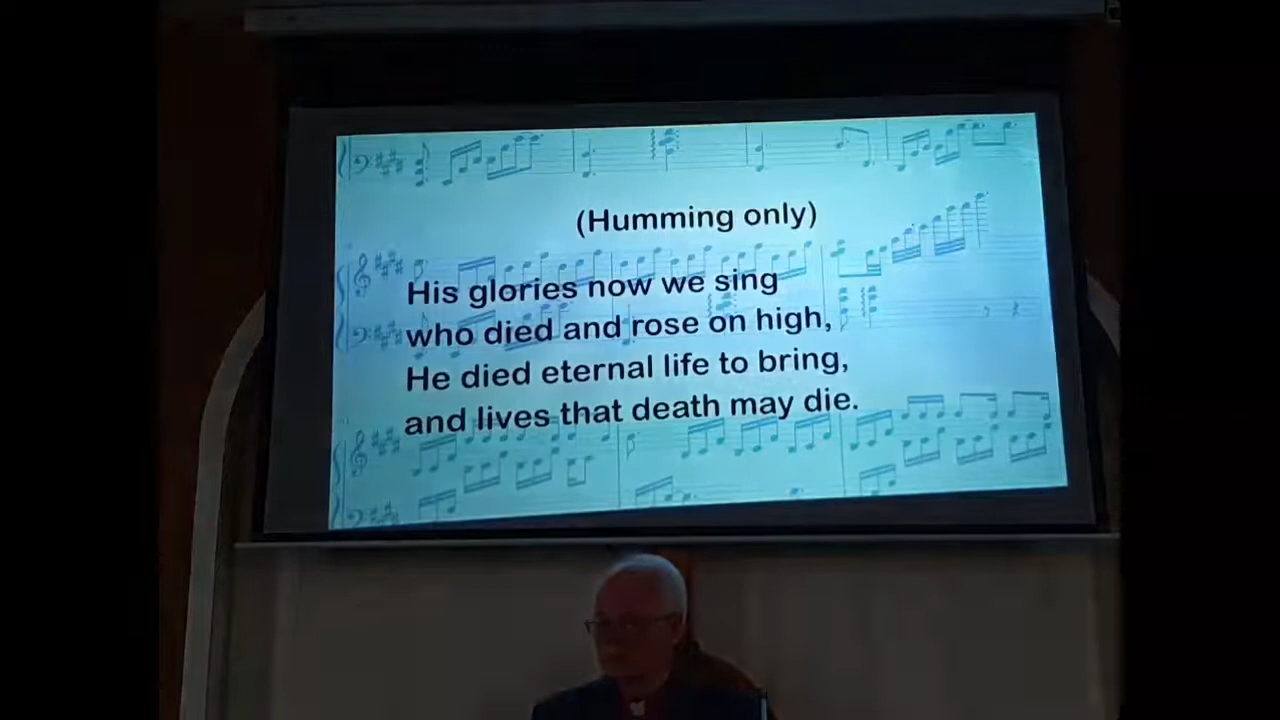 (Humming only)
His glories now we sing
who died and rose on high,
He died eternal life to bring,
and lives that death may die.